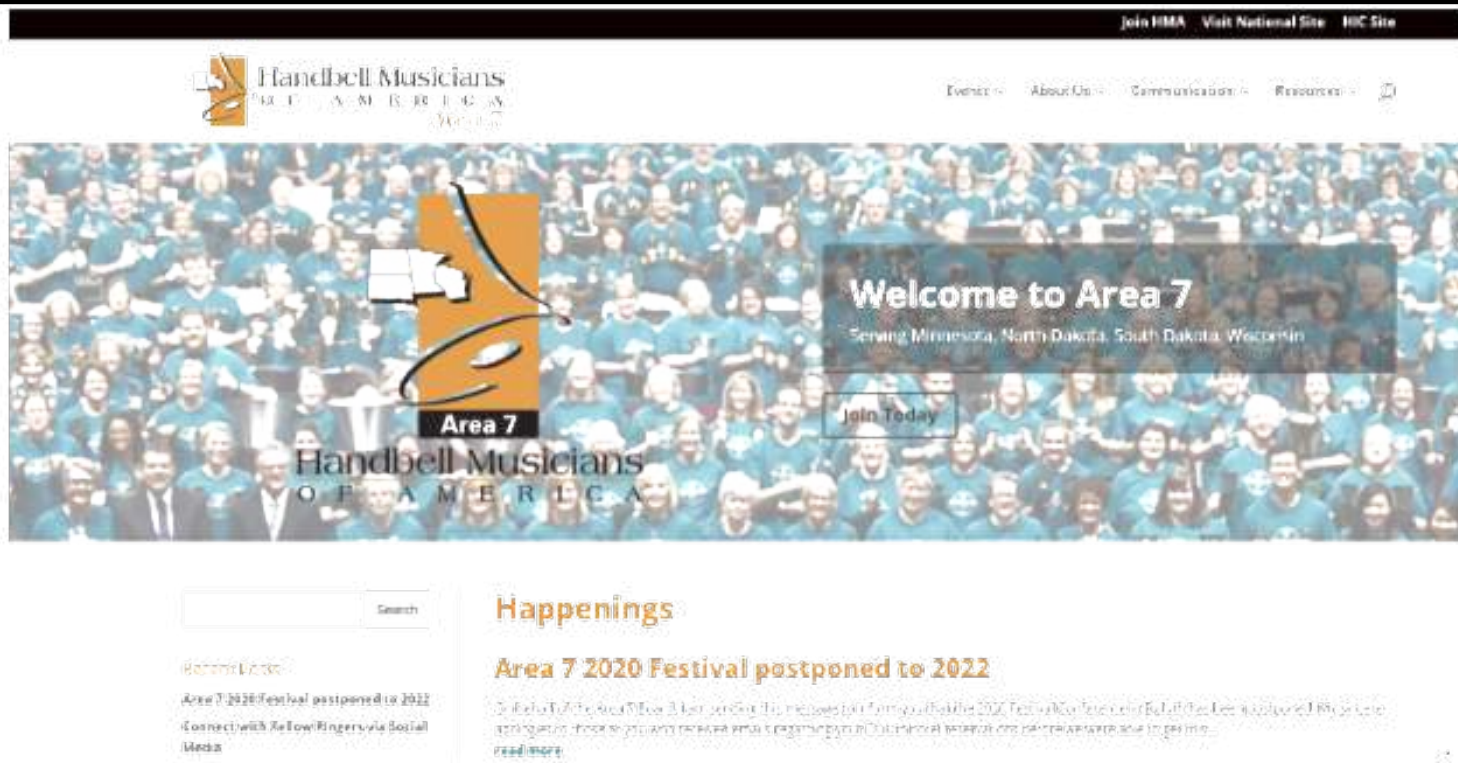 Join HMA Visit National Site HIC Site
Handbell Musicians
OF AMERICA
Events About Us Communication Resources
Welcome to Area 7
Serving Minnesota, North Dakota, South Dakota, Wisconsin
Join Today
Area 7
Handbell Musicians
OF AMERICA
Search
Happenings
Recent Posts
Area 7 2020 Festival postponed to 2022
Area 7 2020 Festival postponed to 2022
Connect with Fellow Ringers via Social
Media
read more